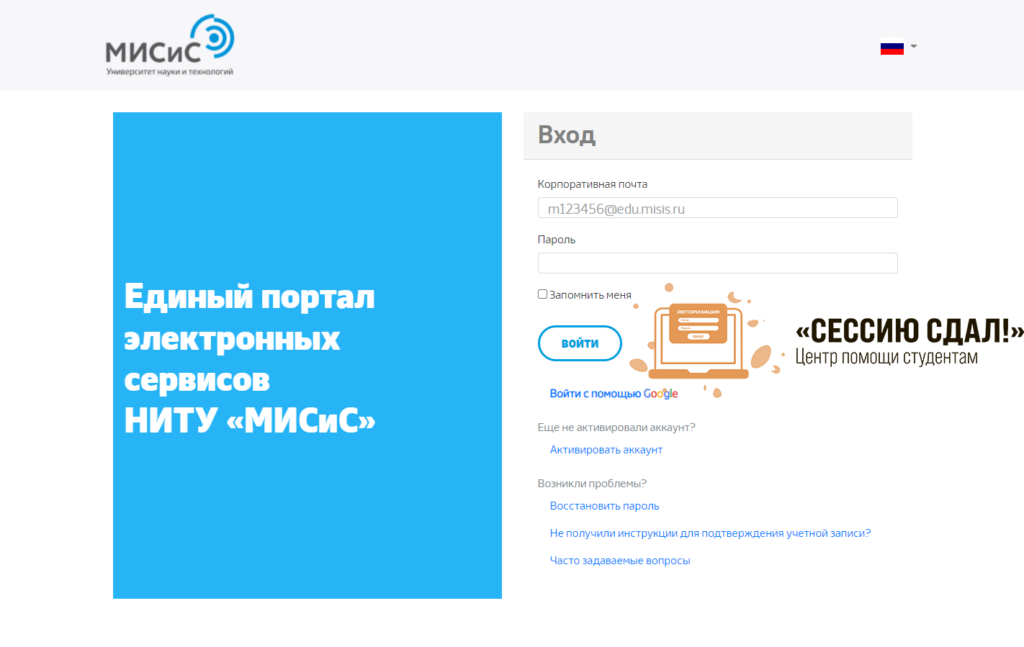 МИСиС
Университет науки и технологий
Единый портал
электронных
сервисов
НИТУ «МИСиС»
Вход
Корпоративная почта
m123456@edu.misis.ru
Пароль
Запомнить меня
АВТОРИЗАЦИЯ
ВОЙТИ
«СЕССИЮ СДАЛ!»
Центр помощи студентам
Войти с помощью Google
Еще не активировали аккаунт?
Активировать аккаунт
Возникли проблемы?
Восстановить пароль
Не получили инструкции для подтверждения учетной записи?
Часто задаваемые вопросы